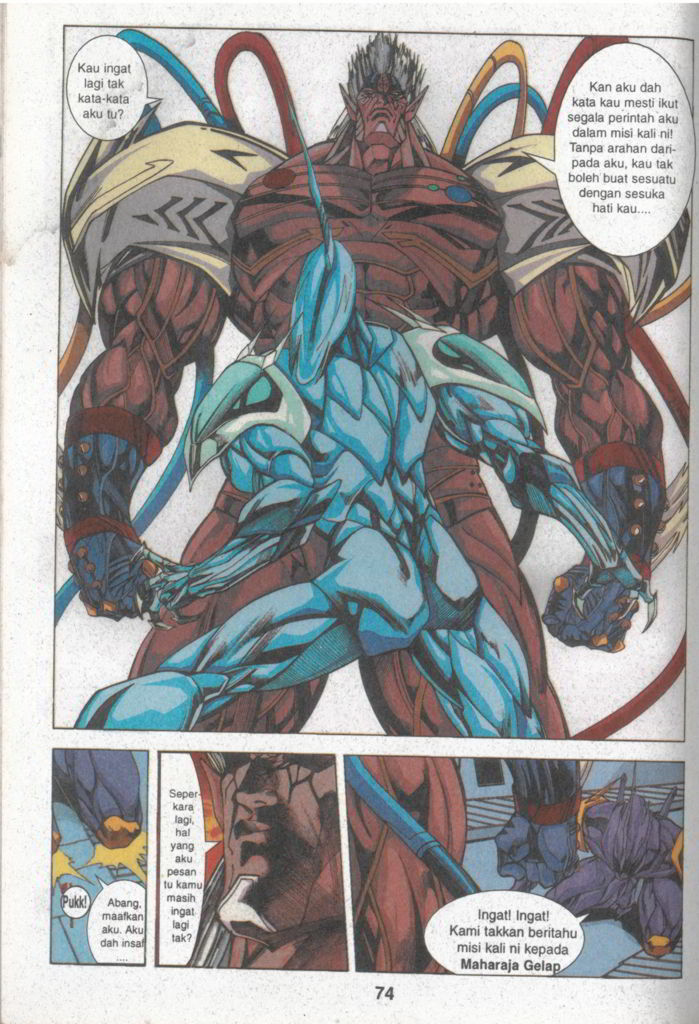 Kau ingat
lagi tak
kata-kata
aku tu?
Kan aku dah
kata kau mesti ikut
segala perintah aku
dalam misi kali ni!
Tanpa arahan dari-
pada aku, kau tak
boleh buat sesuatu
dengan sesuka
hati kau....
Pukk!
Abang,
maafkan
aku. Aku
dah insaf
....
Seper-
kara
lagi,
hal
yang
aku
pesan
tu kamu
masih
ingat
lagi
tak?
Ingat! Ingat!
Kami takkan beritahu
misi kali ni kepada
Maharaja Gelap
74